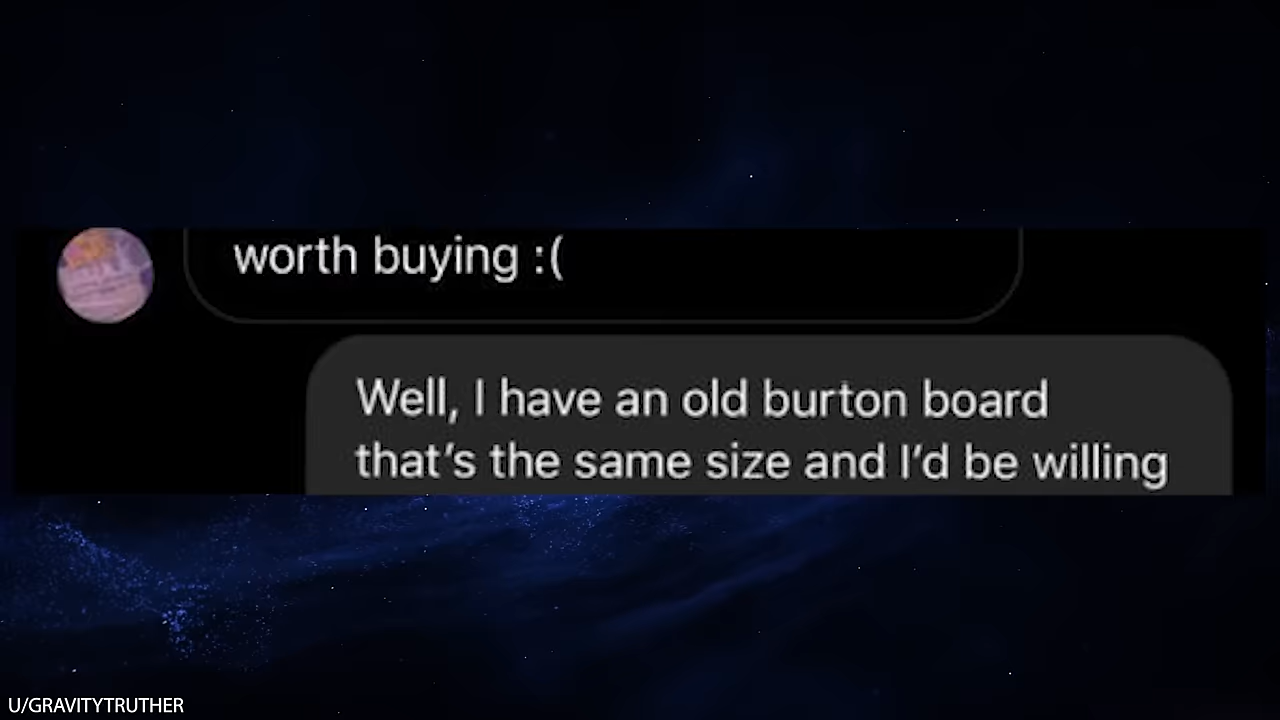 worth buying :(
Well, I have an old burton board
that's the same size and I'd be willing
U/GRAVITYTRUTHER